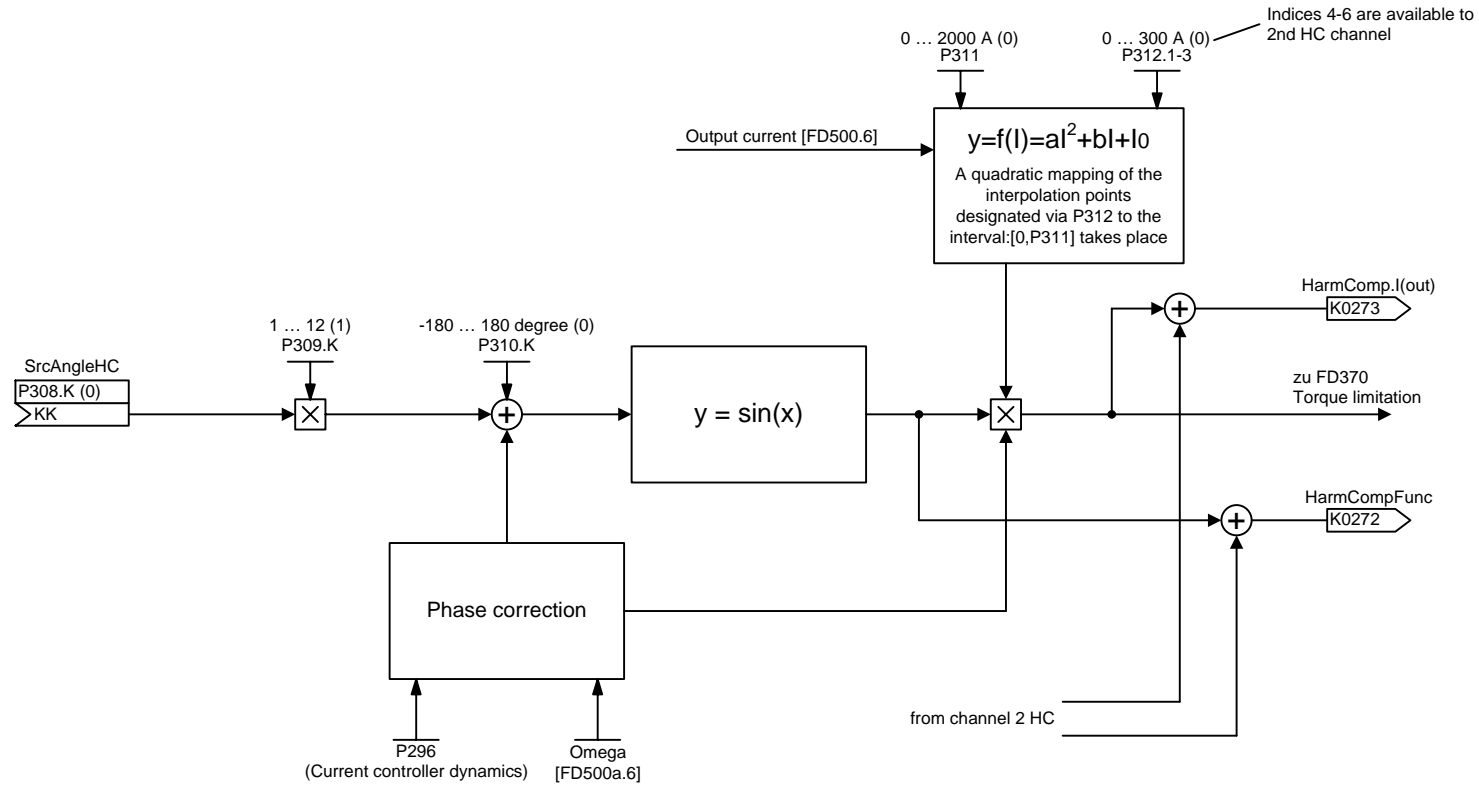 Indices 4-6 are available to
2nd HC channel
0 … 2000 A (0)
P311
0 … 300 A (0)
P312.1-3
Output current [FD500.6]
y=f(I)=aI²+bI+I0
A quadratic mapping of the
interpolation points
designated via P312 to the
interval:[0,P311] takes place
HarmComp.I(out)
K0273
1 … 12 (1)
P309.K
-180 … 180 degree (0)
P310.K
SrcAngleHC
P308.K (0)
KK
y = sin(x)
zu FD370
Torque limitation
HarmCompFunc
K0272
Phase correction
from channel 2 HC
P296
(Current controller dynamics)
Omega
[FD500a.6]